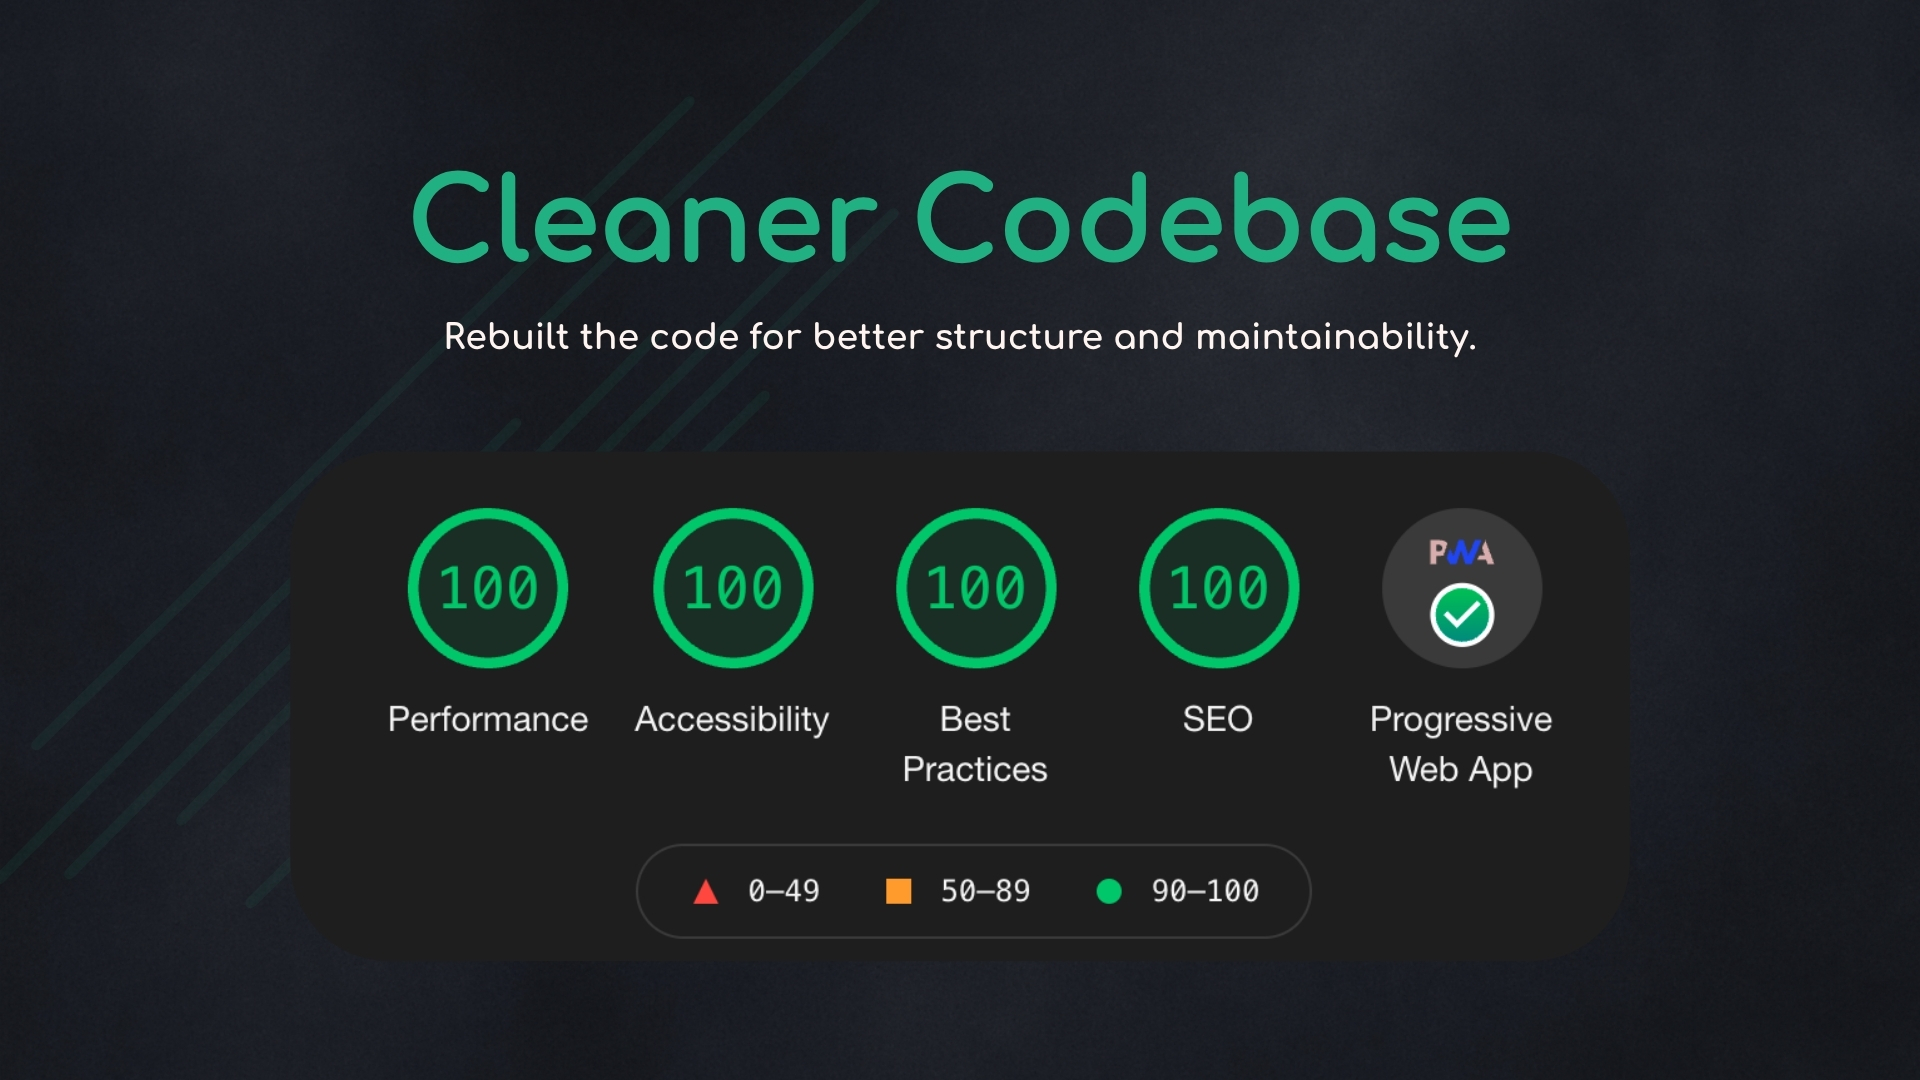 Cleaner Codebase
Rebuilt the code for better structure and maintainability.
100
100
100
100
PWA
Performance
Accessibility
Best
Practices
SEO
Progressive
Web App
0–49
50–89
90–100